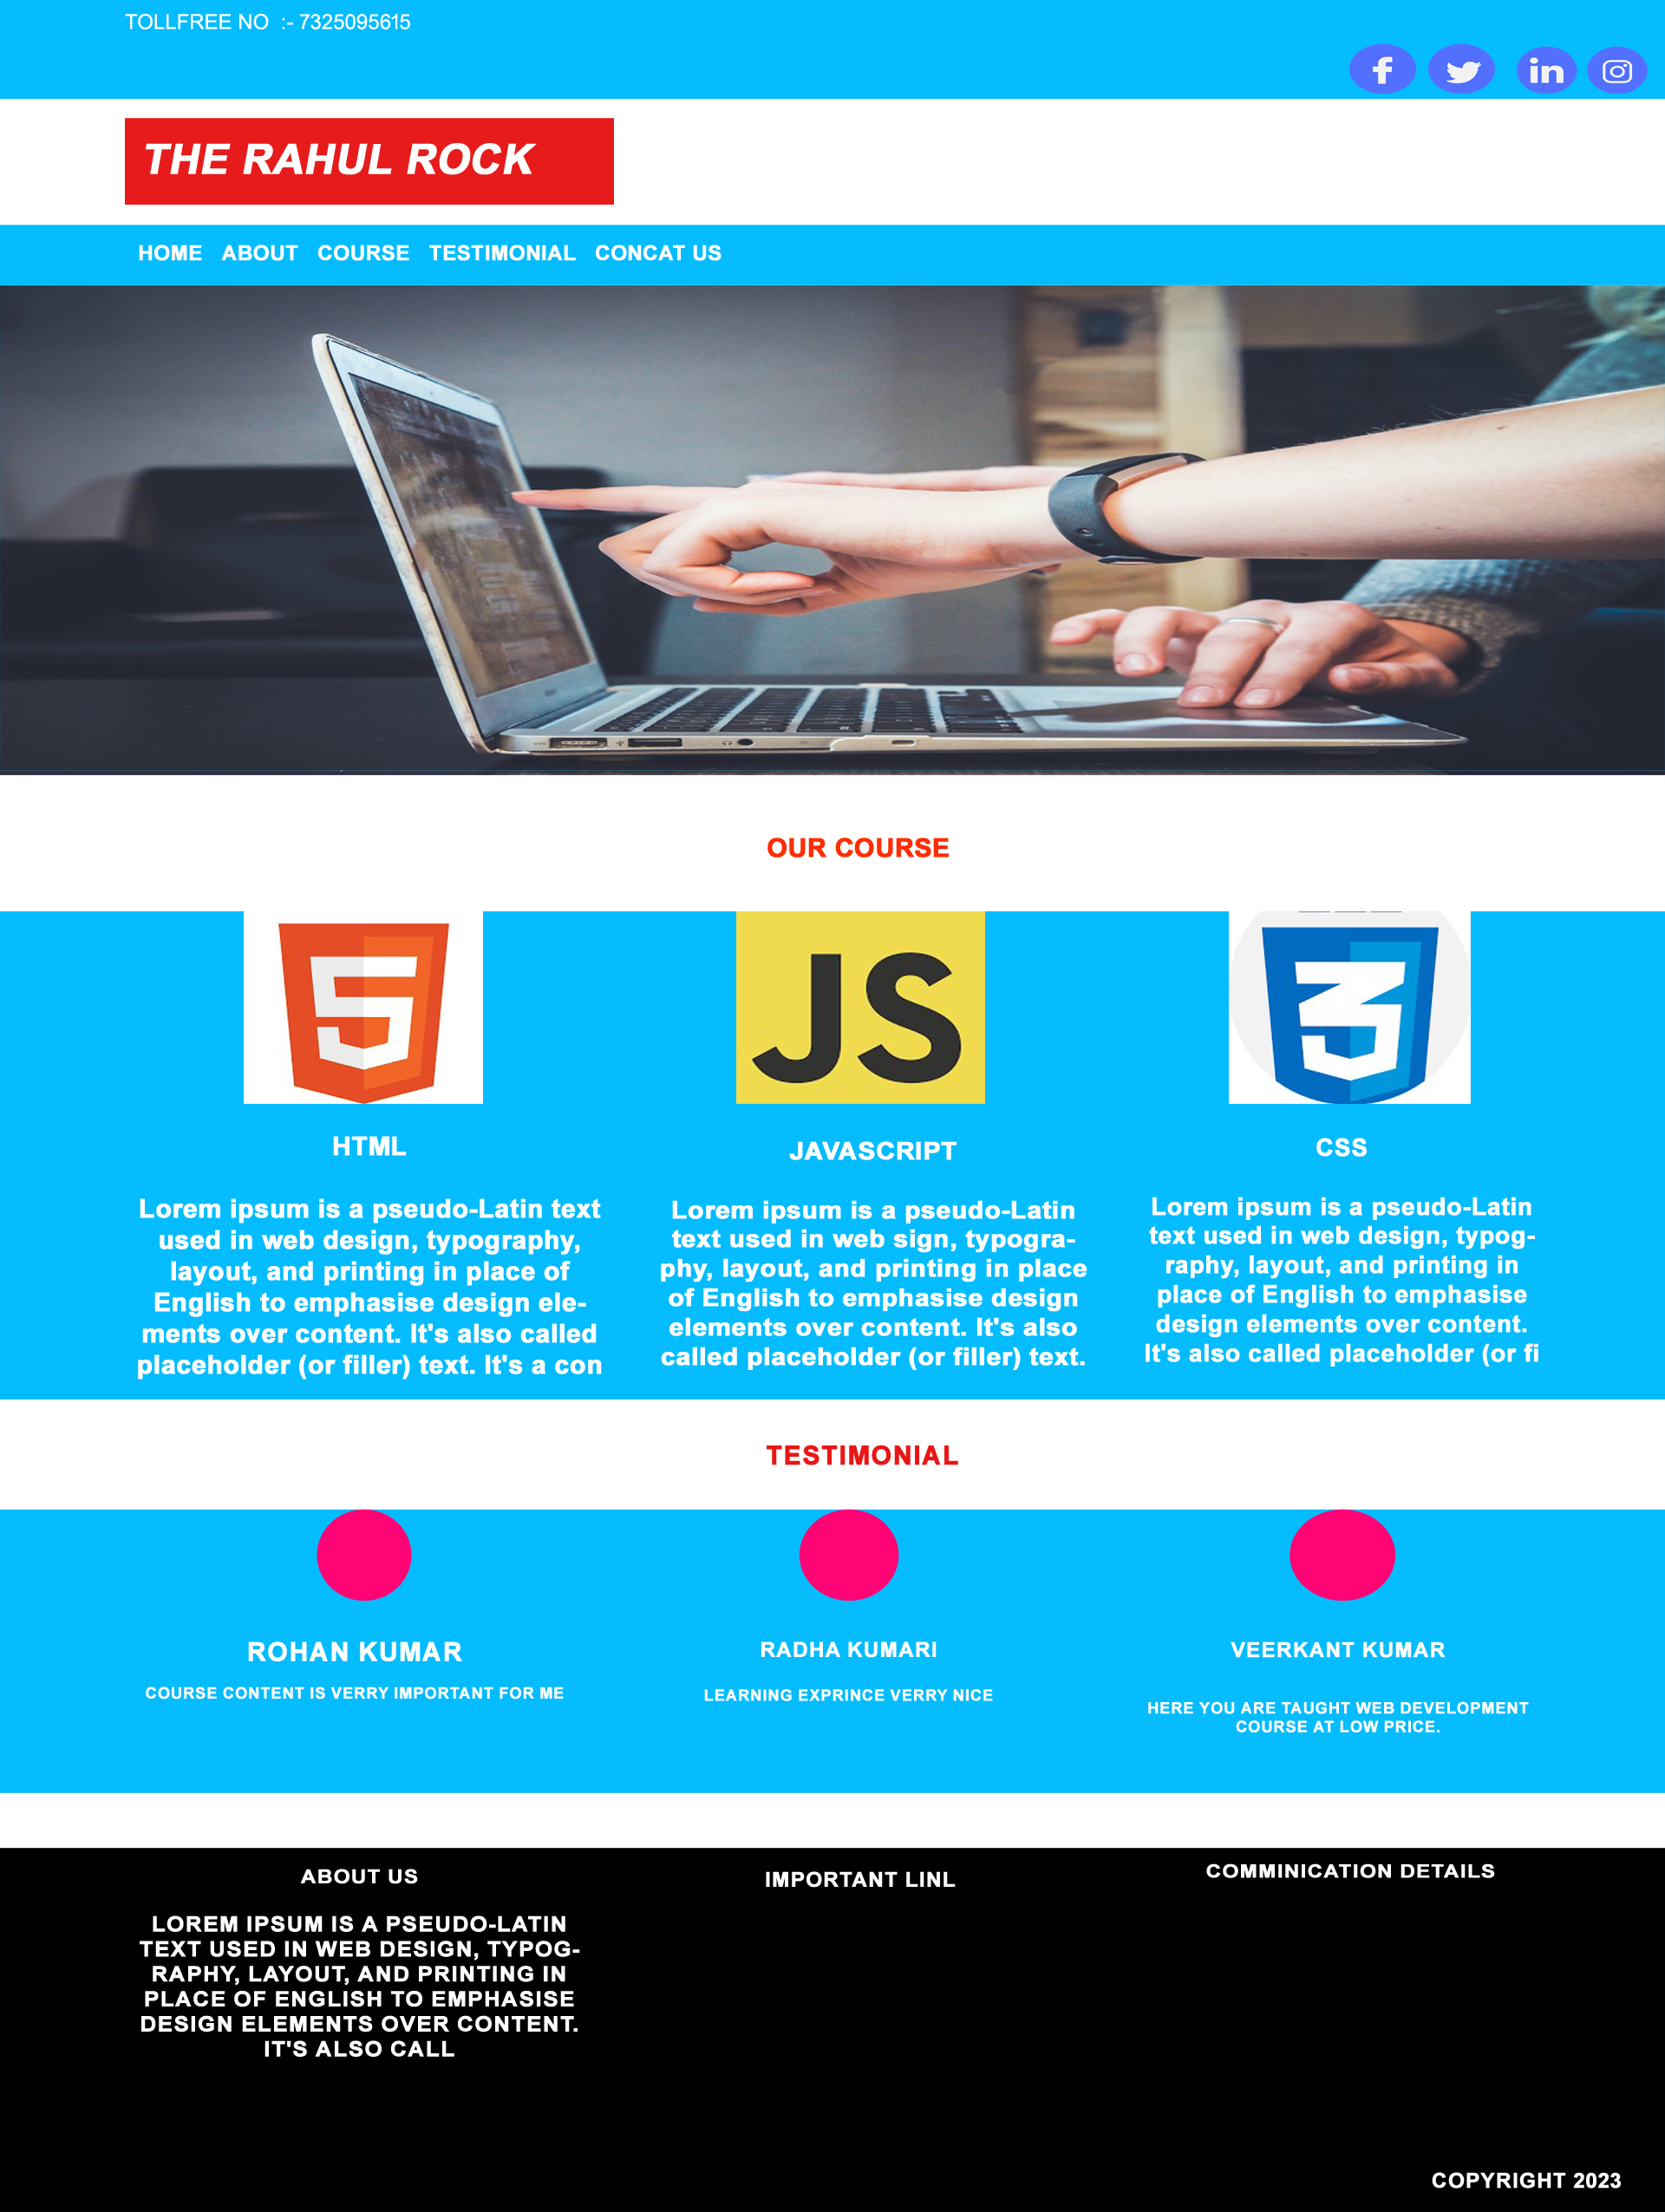 TOLLFREE NO :- 7325095615
f
in
THE RAHUL ROCK
HOME ABOUT COURSE TESTIMONIAL CONCAT US
OUR COURSE
5
JS
3
HTML
Lorem ipsum is a pseudo-Latin text
used in web design, typography,
layout, and printing in place of
English to emphasise design ele-
ments over content. It's also called
placeholder (or filler) text. It's a con
JAVASCRIPT
Lorem ipsum is a pseudo-Latin
text used in web sign, typogra-
phy, layout, and printing in place
of English to emphasise design
elements over content. It's also
called placeholder (or filler) text.
CSS
Lorem ipsum is a pseudo-Latin
text used in web design, typog-
raphy, layout, and printing in
place of English to emphasise
design elements over content.
It's also called placeholder (or fi
TESTIMONIAL
ROHAN KUMAR
COURSE CONTENT IS VERRY IMPORTANT FOR ME
RADHA KUMARI
LEARNING EXPRINCE VERRY NICE
VEERKANT KUMAR
HERE YOU ARE TAUGHT WEB DEVELOPMENT
COURSE AT LOW PRICE.
ABOUT US
LOREM IPSUM IS A PSEUDO-LATIN
TEXT USED IN WEB DESIGN, TYPOG-
RAPHY, LAYOUT, AND PRINTING IN
PLACE OF ENGLISH TO EMPHASISE
DESIGN ELEMENTS OVER CONTENT.
IT'S ALSO CALL
IMPORTANT LINL
COMMINICATION DETAILS
COPYRIGHT 2023